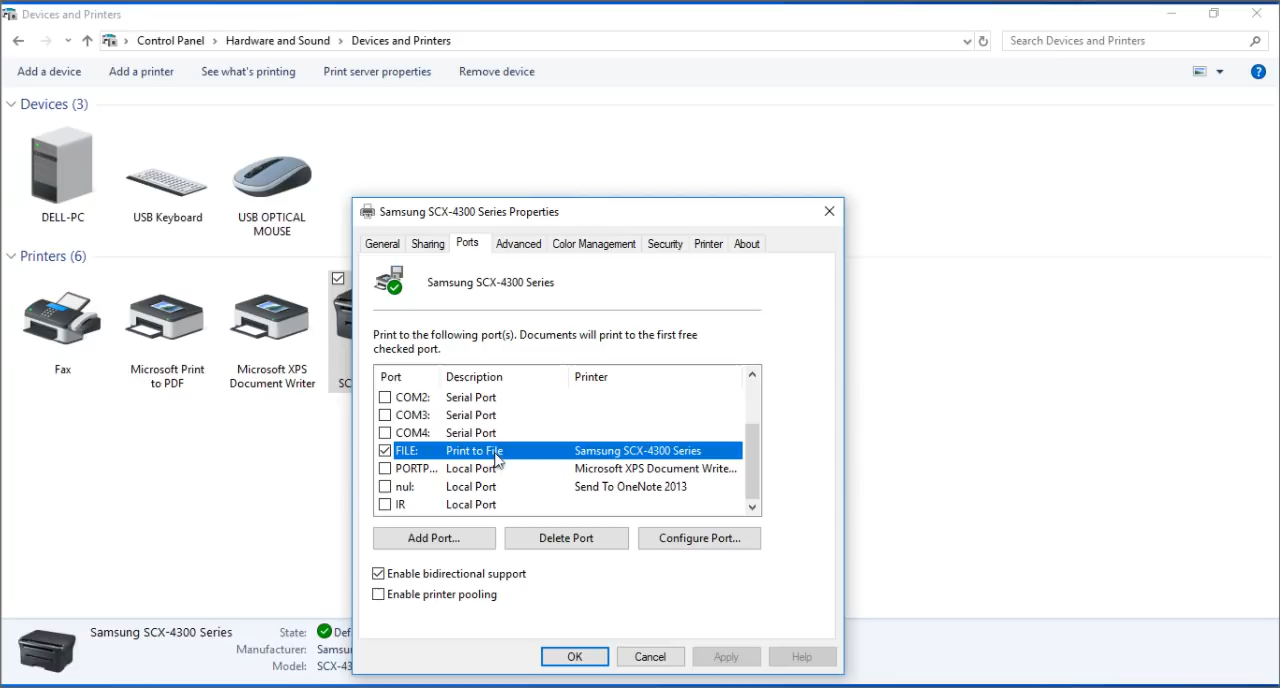 Devices and Printers
Control Panel › Hardware and Sound › Devices and Printers
Search Devices and Printers
Add a device Add a printer See what's printing Print server properties Remove device
Devices (3)
DELL-PC
USB Keyboard
USB OPTICAL
MOUSE
Printers (6)
Fax
Microsoft Print
to PDF
Microsoft XPS
Document Writer
SC
Samsung SCX-4300 Series Properties
General Sharing Ports Advanced Color Management Security Printer About
Samsung SCX-4300 Series
Print to the following port(s). Documents will print to the first free
checked port.
Port Description Printer
COM2: Serial Port
COM3: Serial Port
COM4: Serial Port
FILE: Print to File Samsung SCX-4300 Series
PORTP... Local Port Microsoft XPS Document Write...
nul: Local Port Send To OneNote 2013
IR Local Port
Add Port... Delete Port Configure Port...
Enable bidirectional support
Enable printer pooling
OK Cancel Apply Help
Samsung SCX-4300 Series State: Def
Manufacturer: Samsu
Model: SCX-43